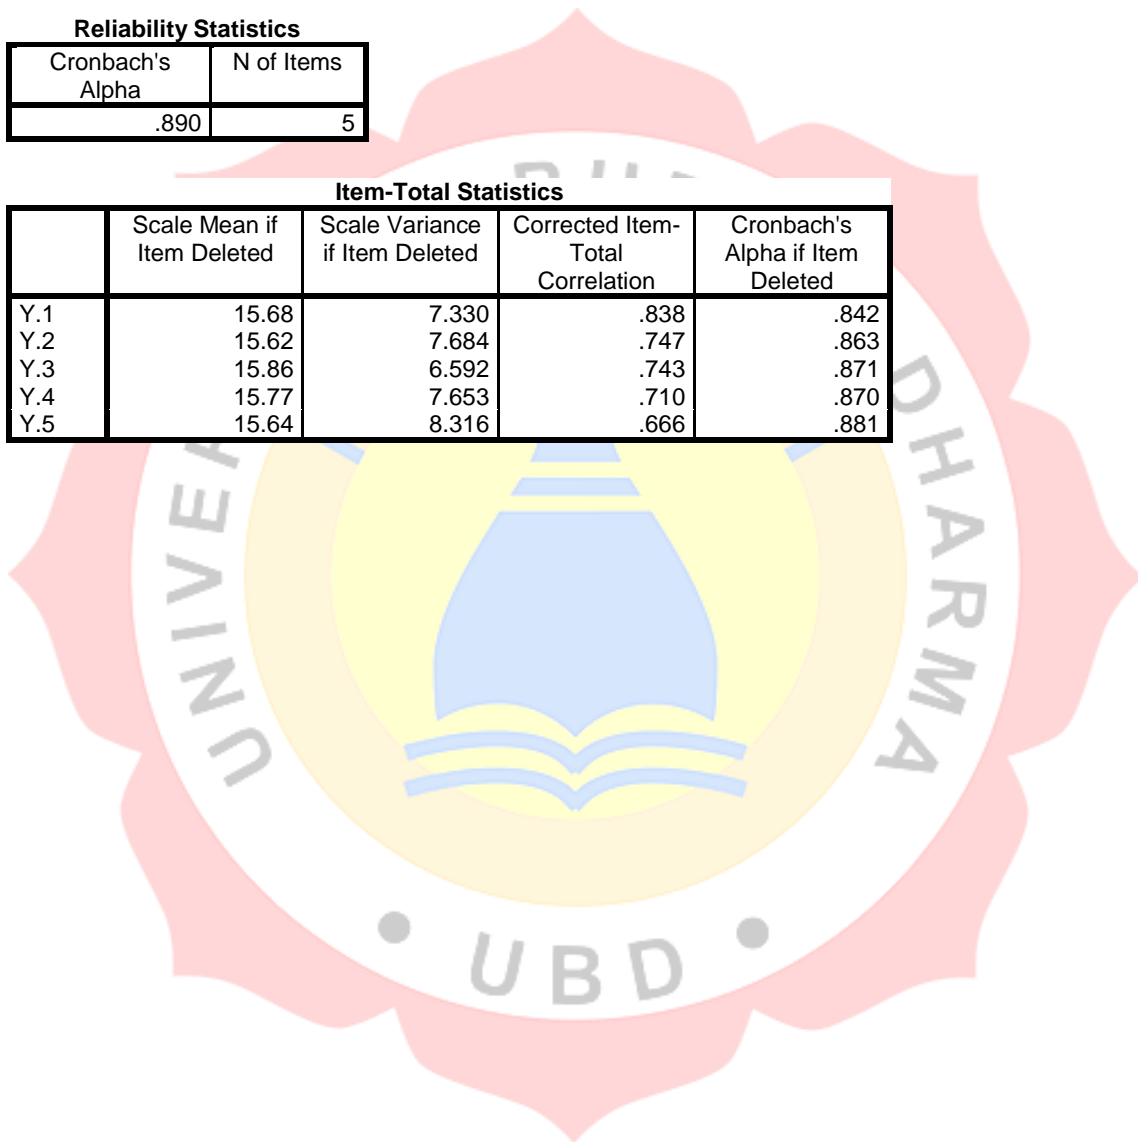 Reliability Statistics
Cronbach's Alpha N of Items
.890 5
Item-Total Statistics
Scale Mean if Item Deleted Scale Variance if Item Deleted Corrected Item-Total Correlation Cronbach's Alpha if Item Deleted
Y.1 15.68 7.330 .838 .842
Y.2 15.62 7.684 .747 .863
Y.3 15.86 6.592 .743 .871
Y.4 15.77 7.653 .710 .870
Y.5 15.64 8.316 .666 .881
UNIVER
DHARMA
UBD